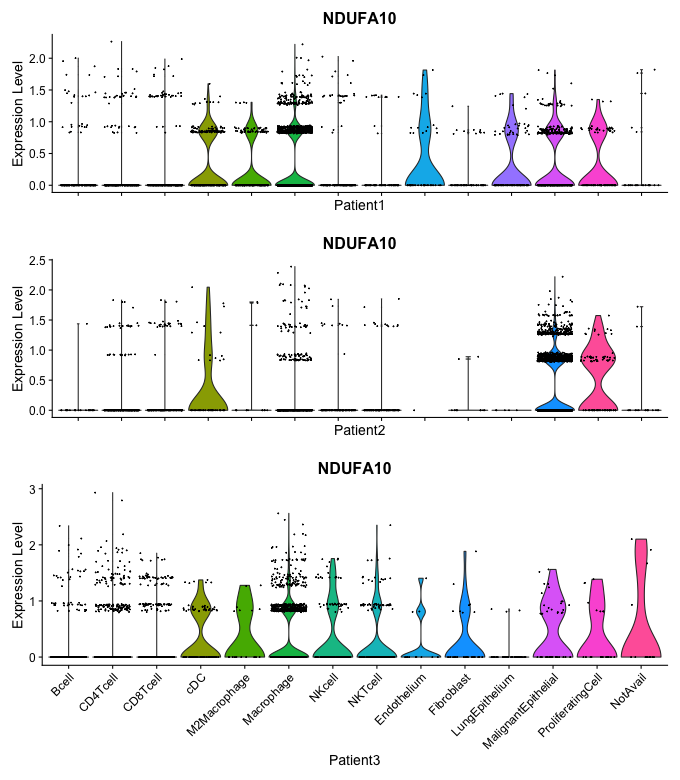 NDUFA10
Expression Level
2.0
1.5
1.0
0.5
0.0
Patient1
NDUFA10
Expression Level
2.5
2.0
1.5
1.0
0.5
0.0
Patient2
NDUFA10
Expression Level
3
2
1
0
Bcell
CD4Tcell
CD8Tcell
cDC
M2Macrophage
Macrophage
NKcell
NKTcell
Endothelium
Fibroblast
LungEpithelium
MalignantEpithelial
ProliferatingCell
NotAvail
Patient3